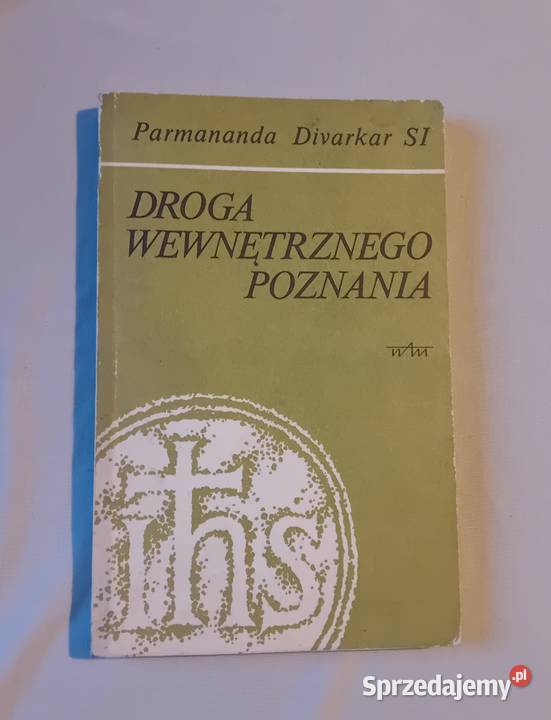 Parmananda Divarkar SI
DROGA
WEWNĘTRZNEGO
POZNANIA
WAM
ihs
Sprzedajemy.pl